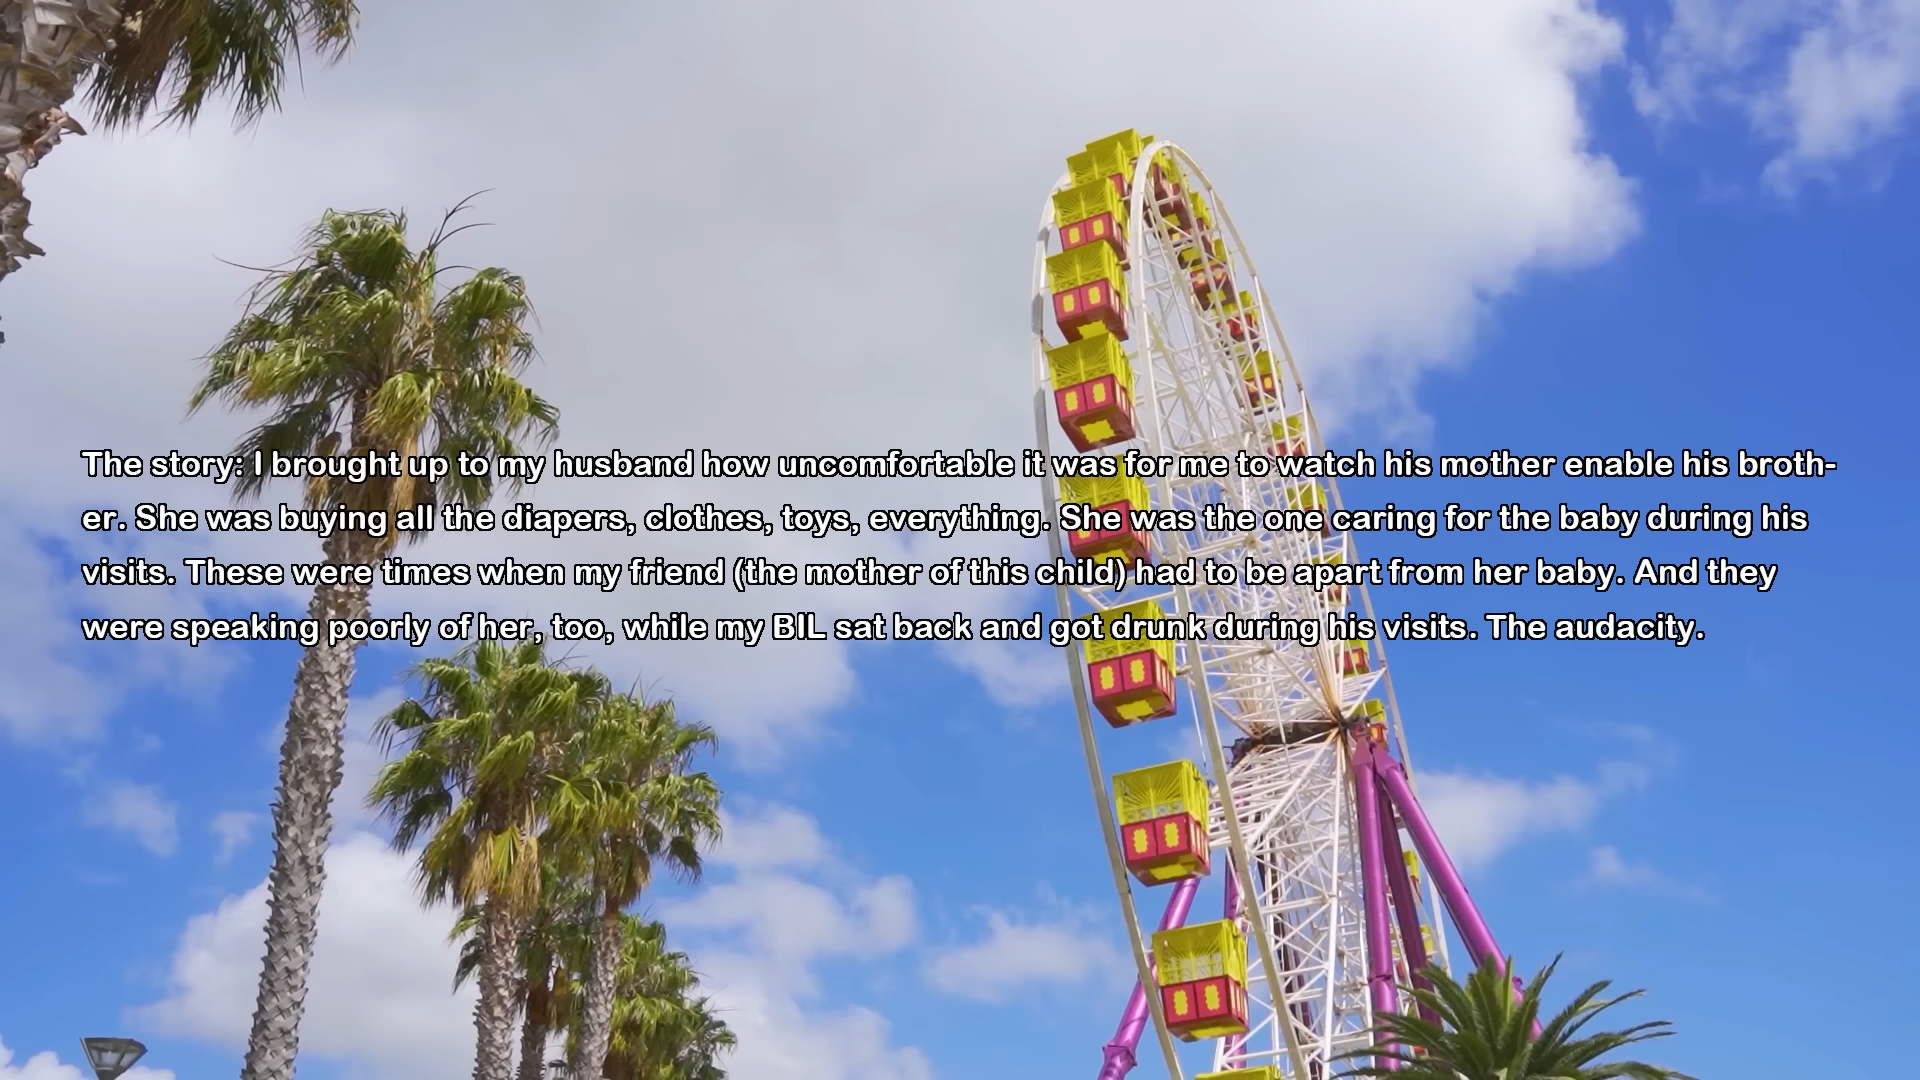 The story: I brought up to my husband how uncomfortable it was for me to watch his mother enable his broth-
er. She was buying all the diapers, clothes, toys, everything. She was the one caring for the baby during his
visits. These were times when my friend (the mother of this child) had to be apart from her baby. And they
were speaking poorly of her, too, while my BIL sat back and got drunk during his visits. The audacity.